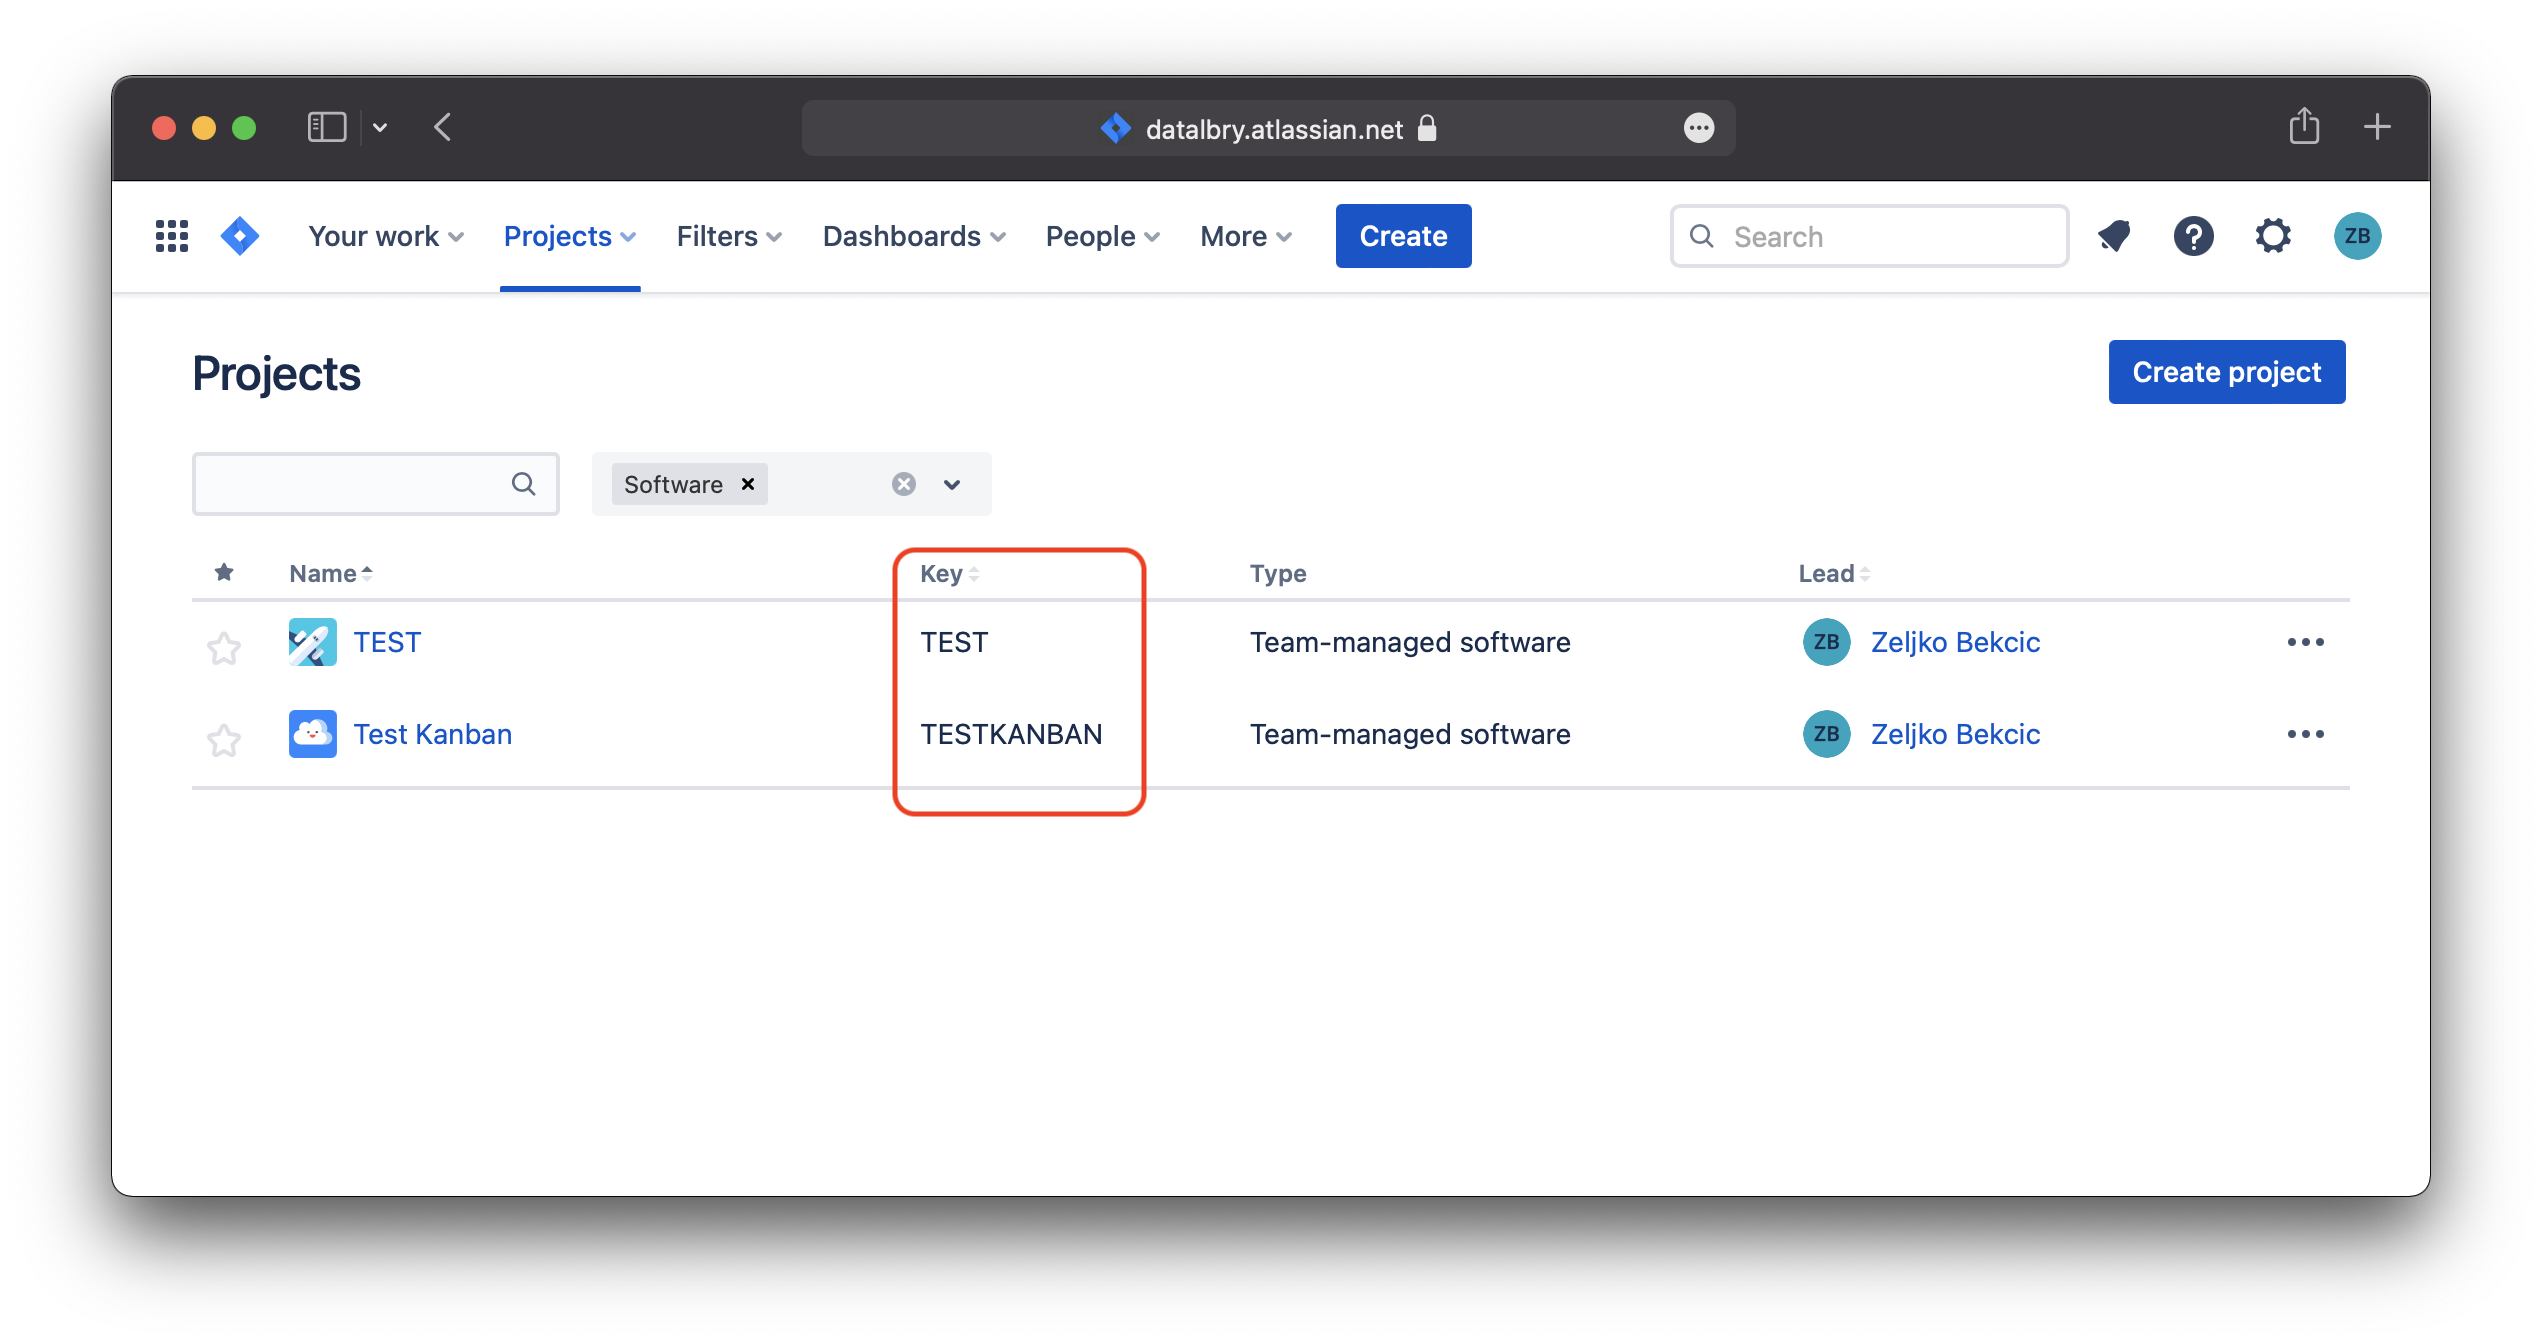 datalbry.atlassian.net
Your work Projects Filters Dashboards People More Create Search ZB
Projects Create project
Software
Name Key Type Lead
TEST TEST Team-managed software ZB Zeljko Bekcic
Test Kanban TESTKANBAN Team-managed software ZB Zeljko Bekcic